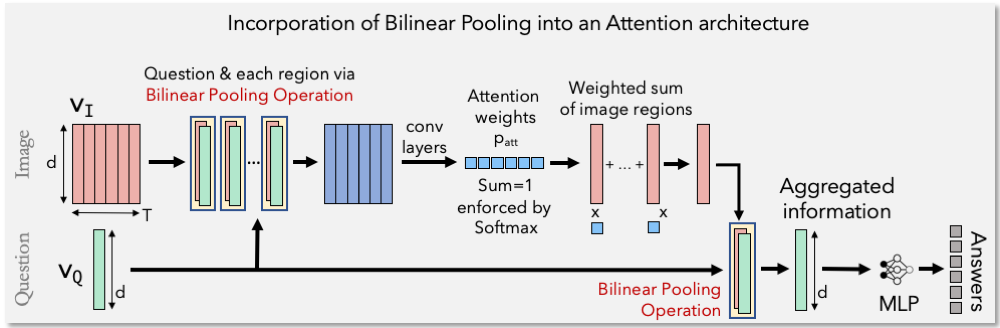 Incorporation of Bilinear Pooling into an Attention architecture
Question & each region via
Bilinear Pooling Operation
Image
V_I
d
T
...
conv
layers
Attention
weights
p_att
Sum=1
enforced by
Softmax
Weighted sum
of image regions
+ ... +
x
x
Question
V_Q
d
Bilinear Pooling
Operation
Aggregated
information
d
MLP
Answers